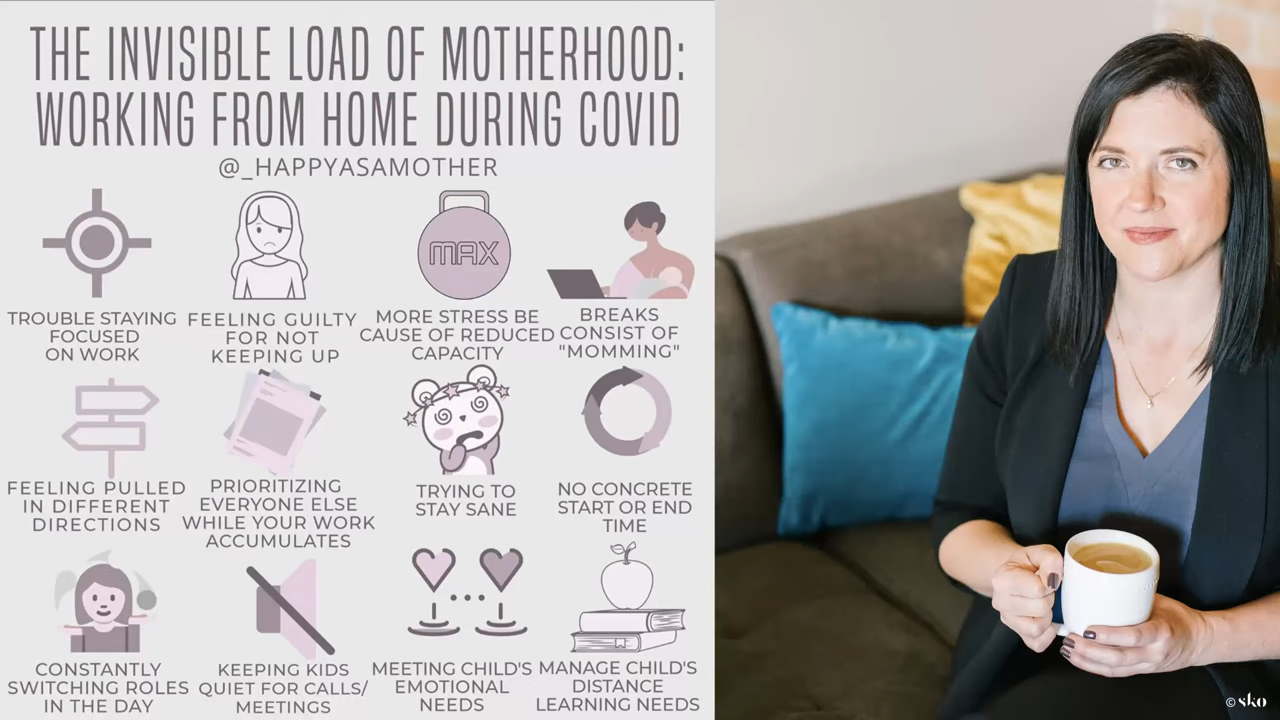 THE INVISIBLE LOAD OF MOTHERHOOD:
WORKING FROM HOME DURING COVID
@_HAPPYASAMOTHER
TROUBLE STAYING
FOCUSED
ON WORK
FEELING GUILTY
FOR NOT
KEEPING UP
MAX
MORE STRESS BE
CAUSE OF REDUCED
CAPACITY
BREAKS
CONSIST OF
"MOMMING"
FEELING PULLED
IN DIFFERENT
DIRECTIONS
PRIORITIZING
EVERYONE ELSE
WHILE YOUR WORK
ACCUMULATES
TRYING TO
STAY SANE
NO CONCRETE
START OR END
TIME
CONSTANTLY
SWITCHING ROLES
IN THE DAY
KEEPING KIDS
QUIET FOR CALLS/
MEETINGS
MEETING CHILD'S
EMOTIONAL
NEEDS
MANAGE CHILD'S
DISTANCE
LEARNING NEEDS
© sko